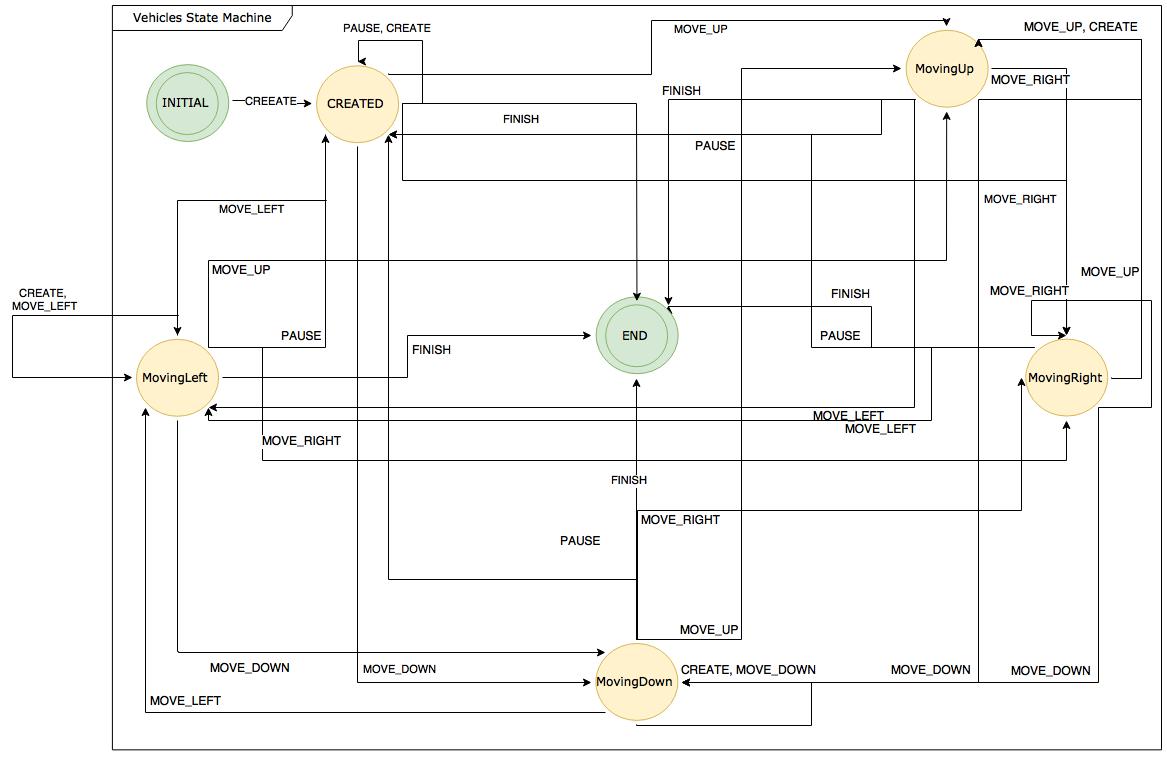 Vehicles State Machine
PAUSE, CREATE
MOVE_UP
MOVE_UP, CREATE
MovingUp
MOVE_RIGHT
INITIAL
CREEATE
CREATED
FINISH
FINISH
PAUSE
MOVE_LEFT
MOVE_RIGHT
MOVE_UP
MOVE_UP
CREATE,
MOVE_LEFT
FINISH
MOVE_RIGHT
PAUSE
END
PAUSE
FINISH
MovingLeft
MovingRight
MOVE_LEFT
MOVE_LEFT
MOVE_RIGHT
FINISH
MOVE_RIGHT
PAUSE
MOVE_UP
MOVE_DOWN
MOVE_DOWN
MovingDown
CREATE, MOVE_DOWN
MOVE_DOWN
MOVE_DOWN
MOVE_LEFT